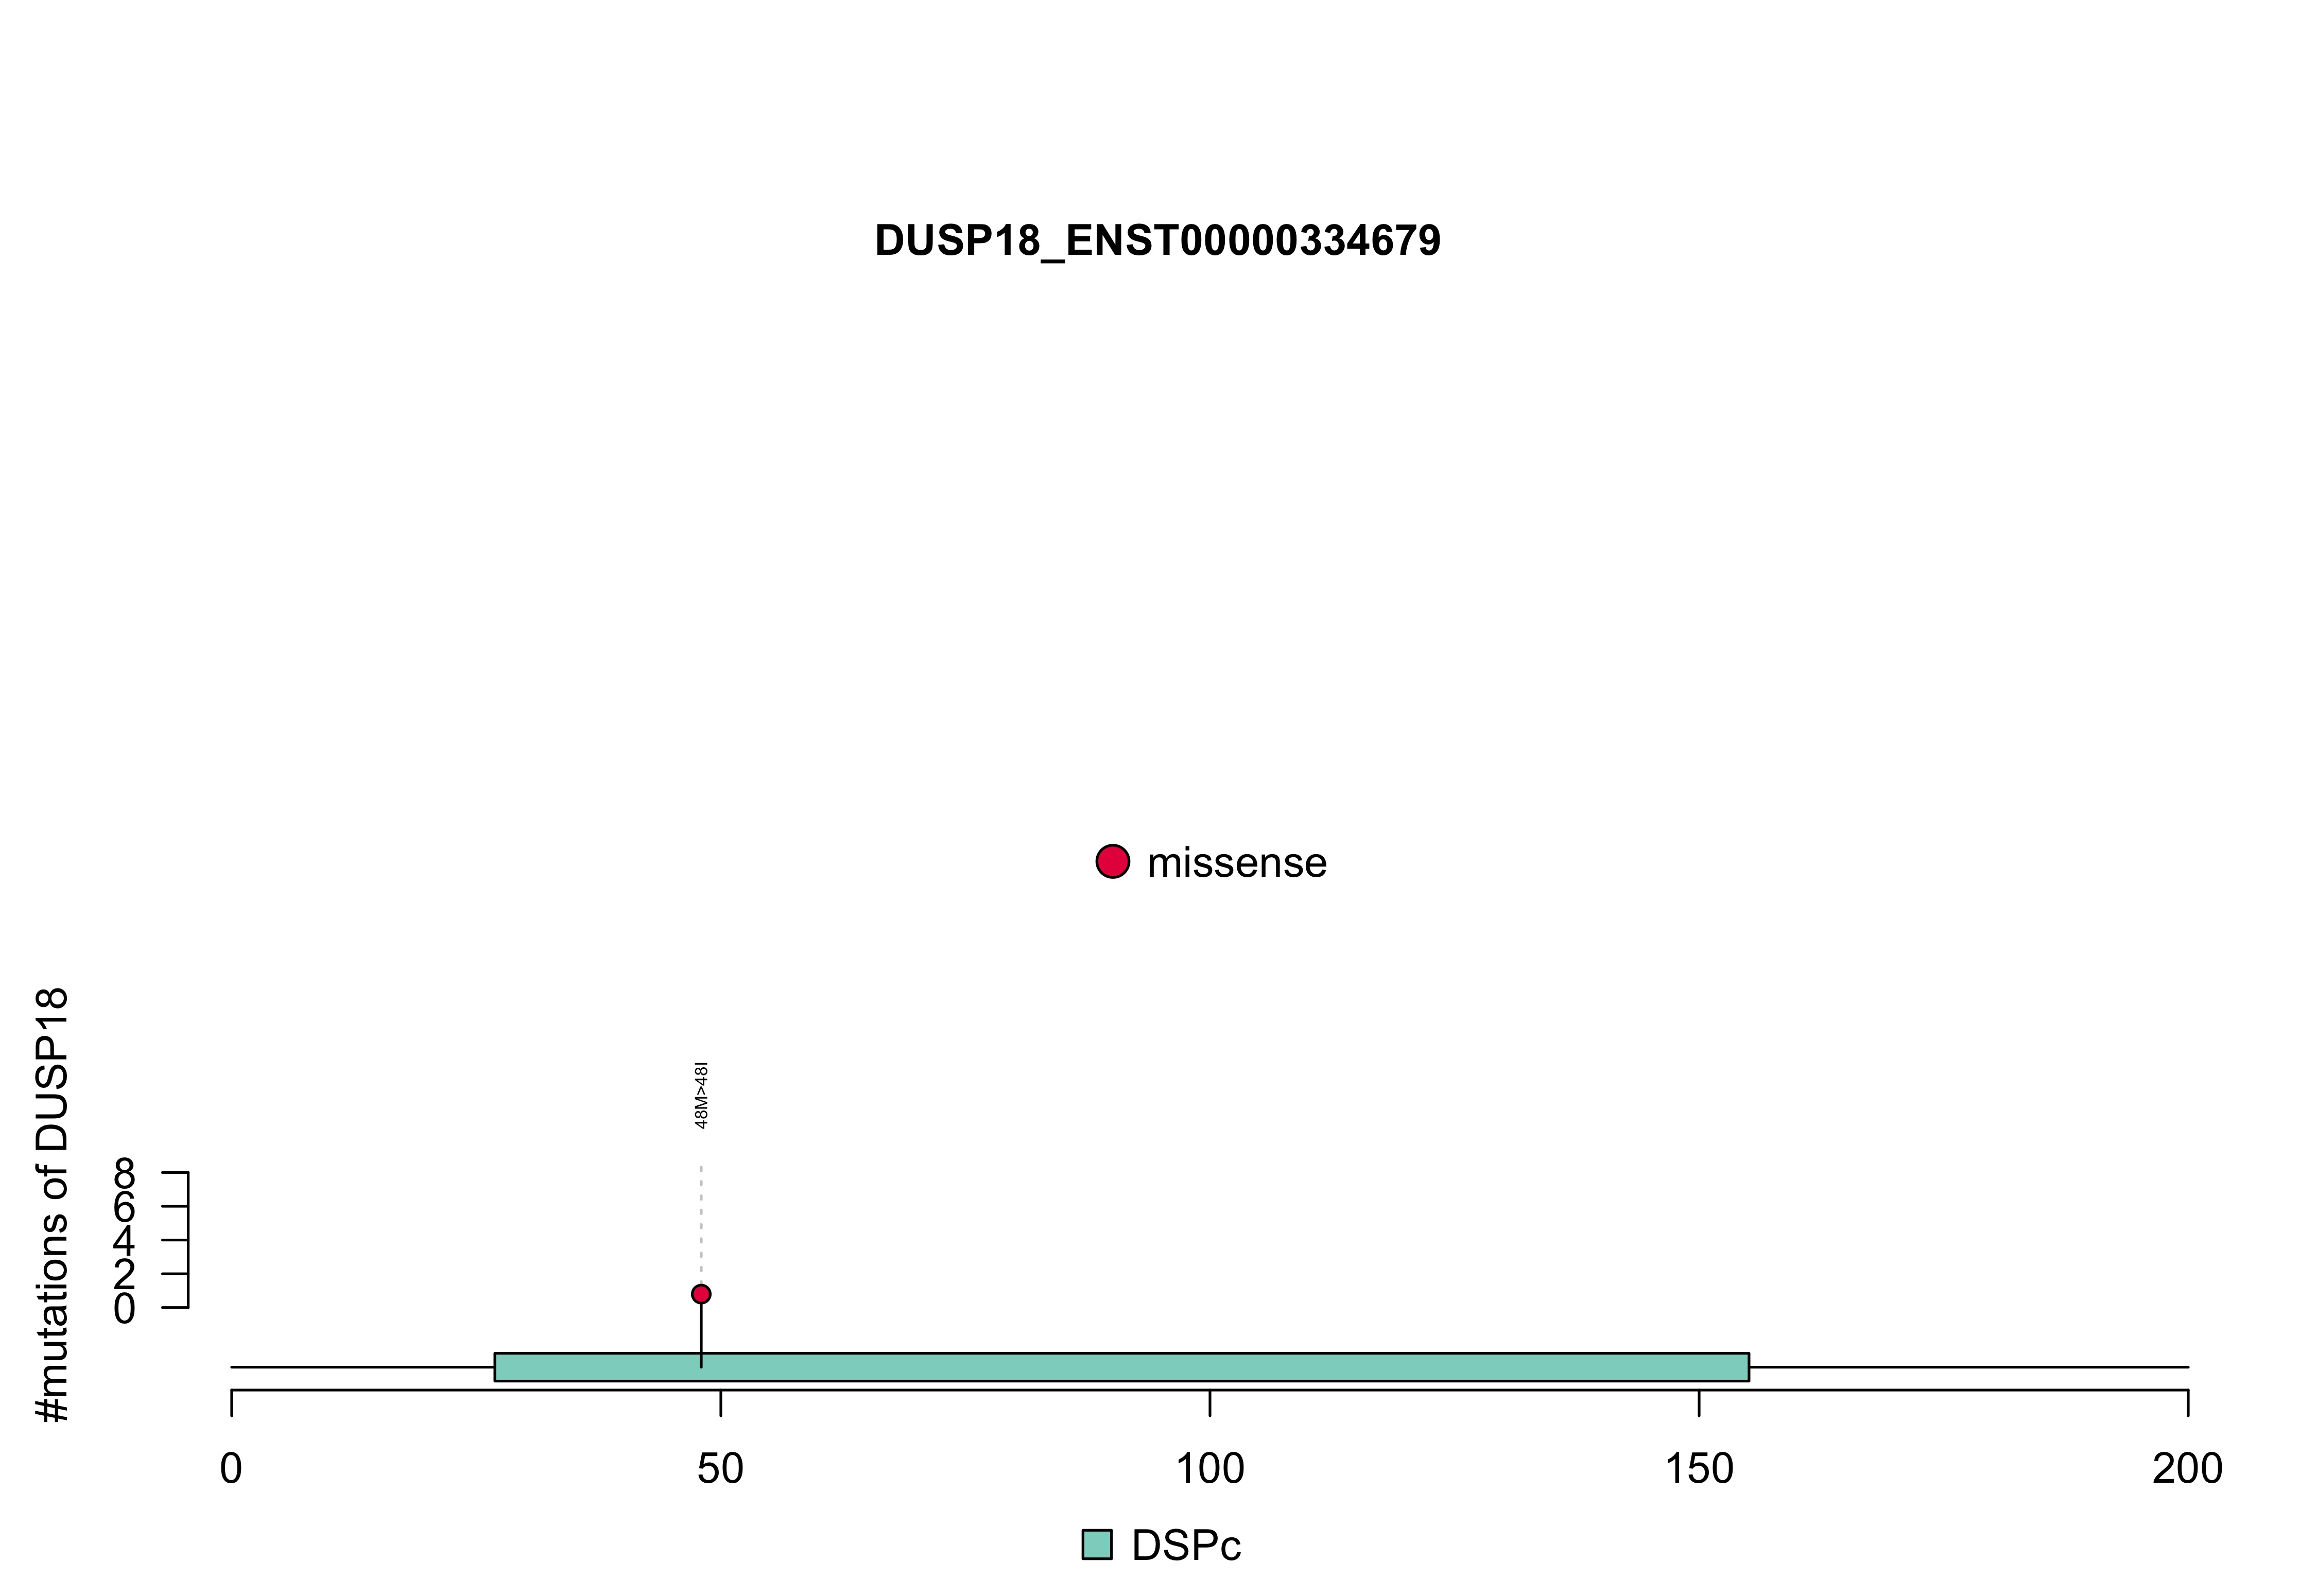 DUSP18_ENST00000334679
missense
#mutations of DUSP18
48M>48I
8
6
4
2
0
0 50 100 150 200
DSPc